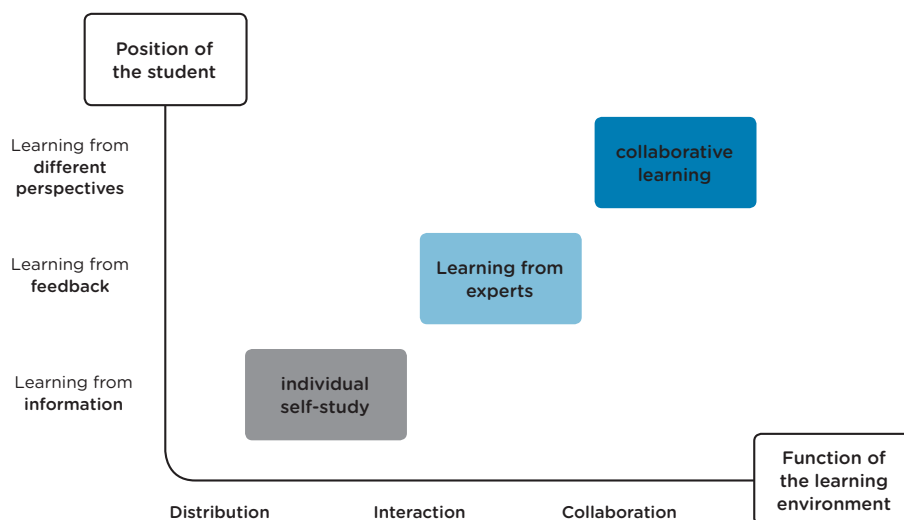 Position of
the student
Learning from
different
perspectives
collaborative
learning
Learning from
feedback
Learning from
experts
Learning from
information
individual
self-study
Function of
the learning
environment
Distribution
Interaction
Collaboration